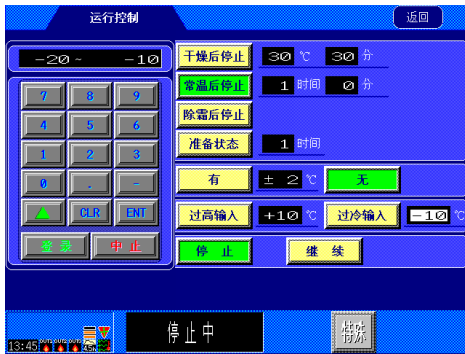 运行控制 返回
-20 ~ -10
干燥后停止 30 ℃ 30 分
7 8 9
常温后停止 1 时间 0 分
4 5 6
除霜后停止
1 2 3
准备状态 1 时间
0 . -
有 ± 2 ℃ 无
CLR ENT
过高输入 +10 ℃ 过冷输入 -10 ℃
登录 中止
停止 继续
13:45 停止中 特殊